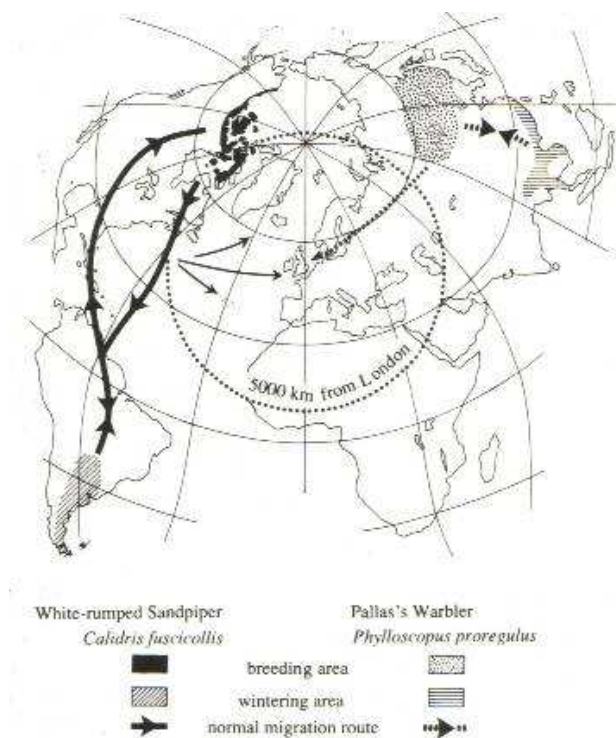 5000 km from London
White-rumped Sandpiper Pallas's Warbler
Calidris fuscicollis Phylloscopus proregulus
breeding area
wintering area
normal migration route